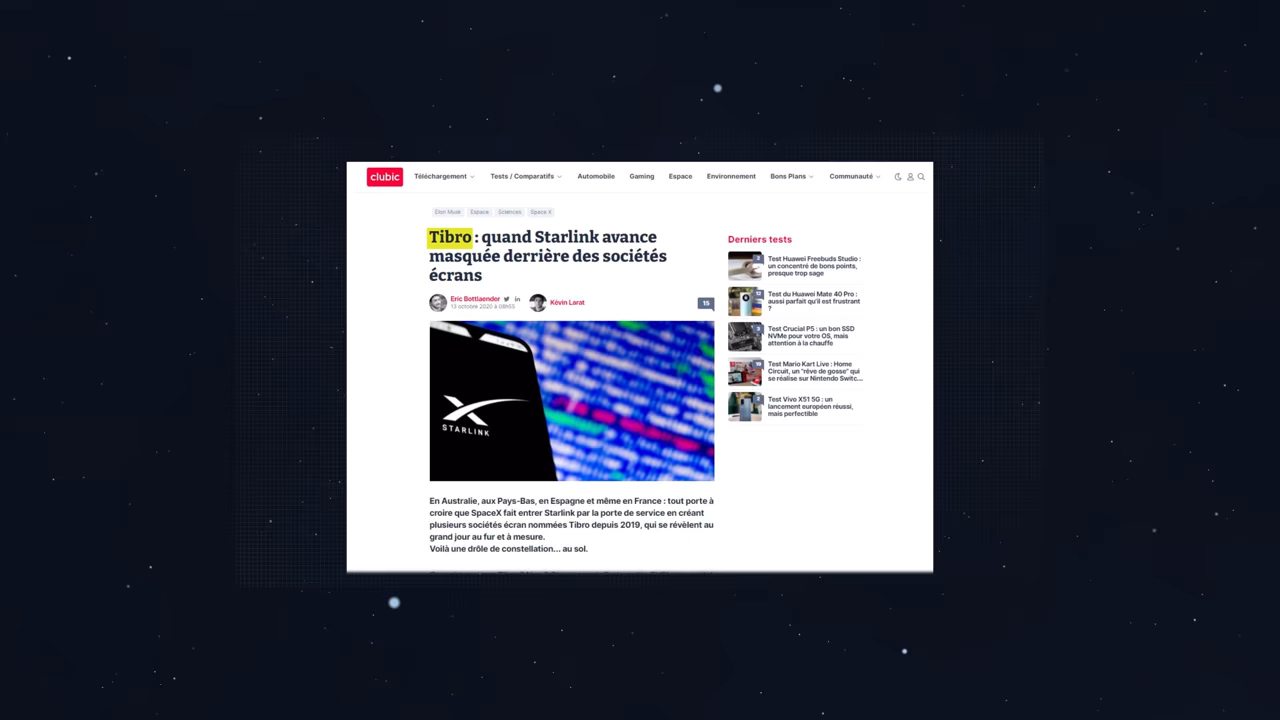 clubic
Téléchargement
Tests / Comparatifs
Automobile
Gaming
Espace
Environnement
Bons Plans
Communauté
Elon Musk
Espace
Sciences
Space X
Tibro : quand Starlink avance
masquée derrière des sociétés
écrans
Eric Bottlaender
13 octobre 2020 à 08h55
Kévin Larat
15
STARLINK
En Australie, aux Pays-Bas, en Espagne et même en France : tout porte à
croire que SpaceX fait entrer Starlink par la porte de service en créant
plusieurs sociétés écran nommées Tibro depuis 2019, qui se révèlent au
grand jour au fur et à mesure.
Voilà une drôle de constellation... au sol.
Derniers tests
Test Huawei Freebuds Studio :
un concentré de bons points,
presque trop sage
Test du Huawei Mate 40 Pro :
aussi parfait qu'il est frustrant
?
Test Crucial P5 : un bon SSD
NVMe pour votre OS, mais
attention à la chauffe
Test Mario Kart Live : Home
Circuit, un "rêve de gosse" qui
se réalise sur Nintendo Switc...
Test Vivo X51 5G : un
lancement européen réussi,
mais perfectible